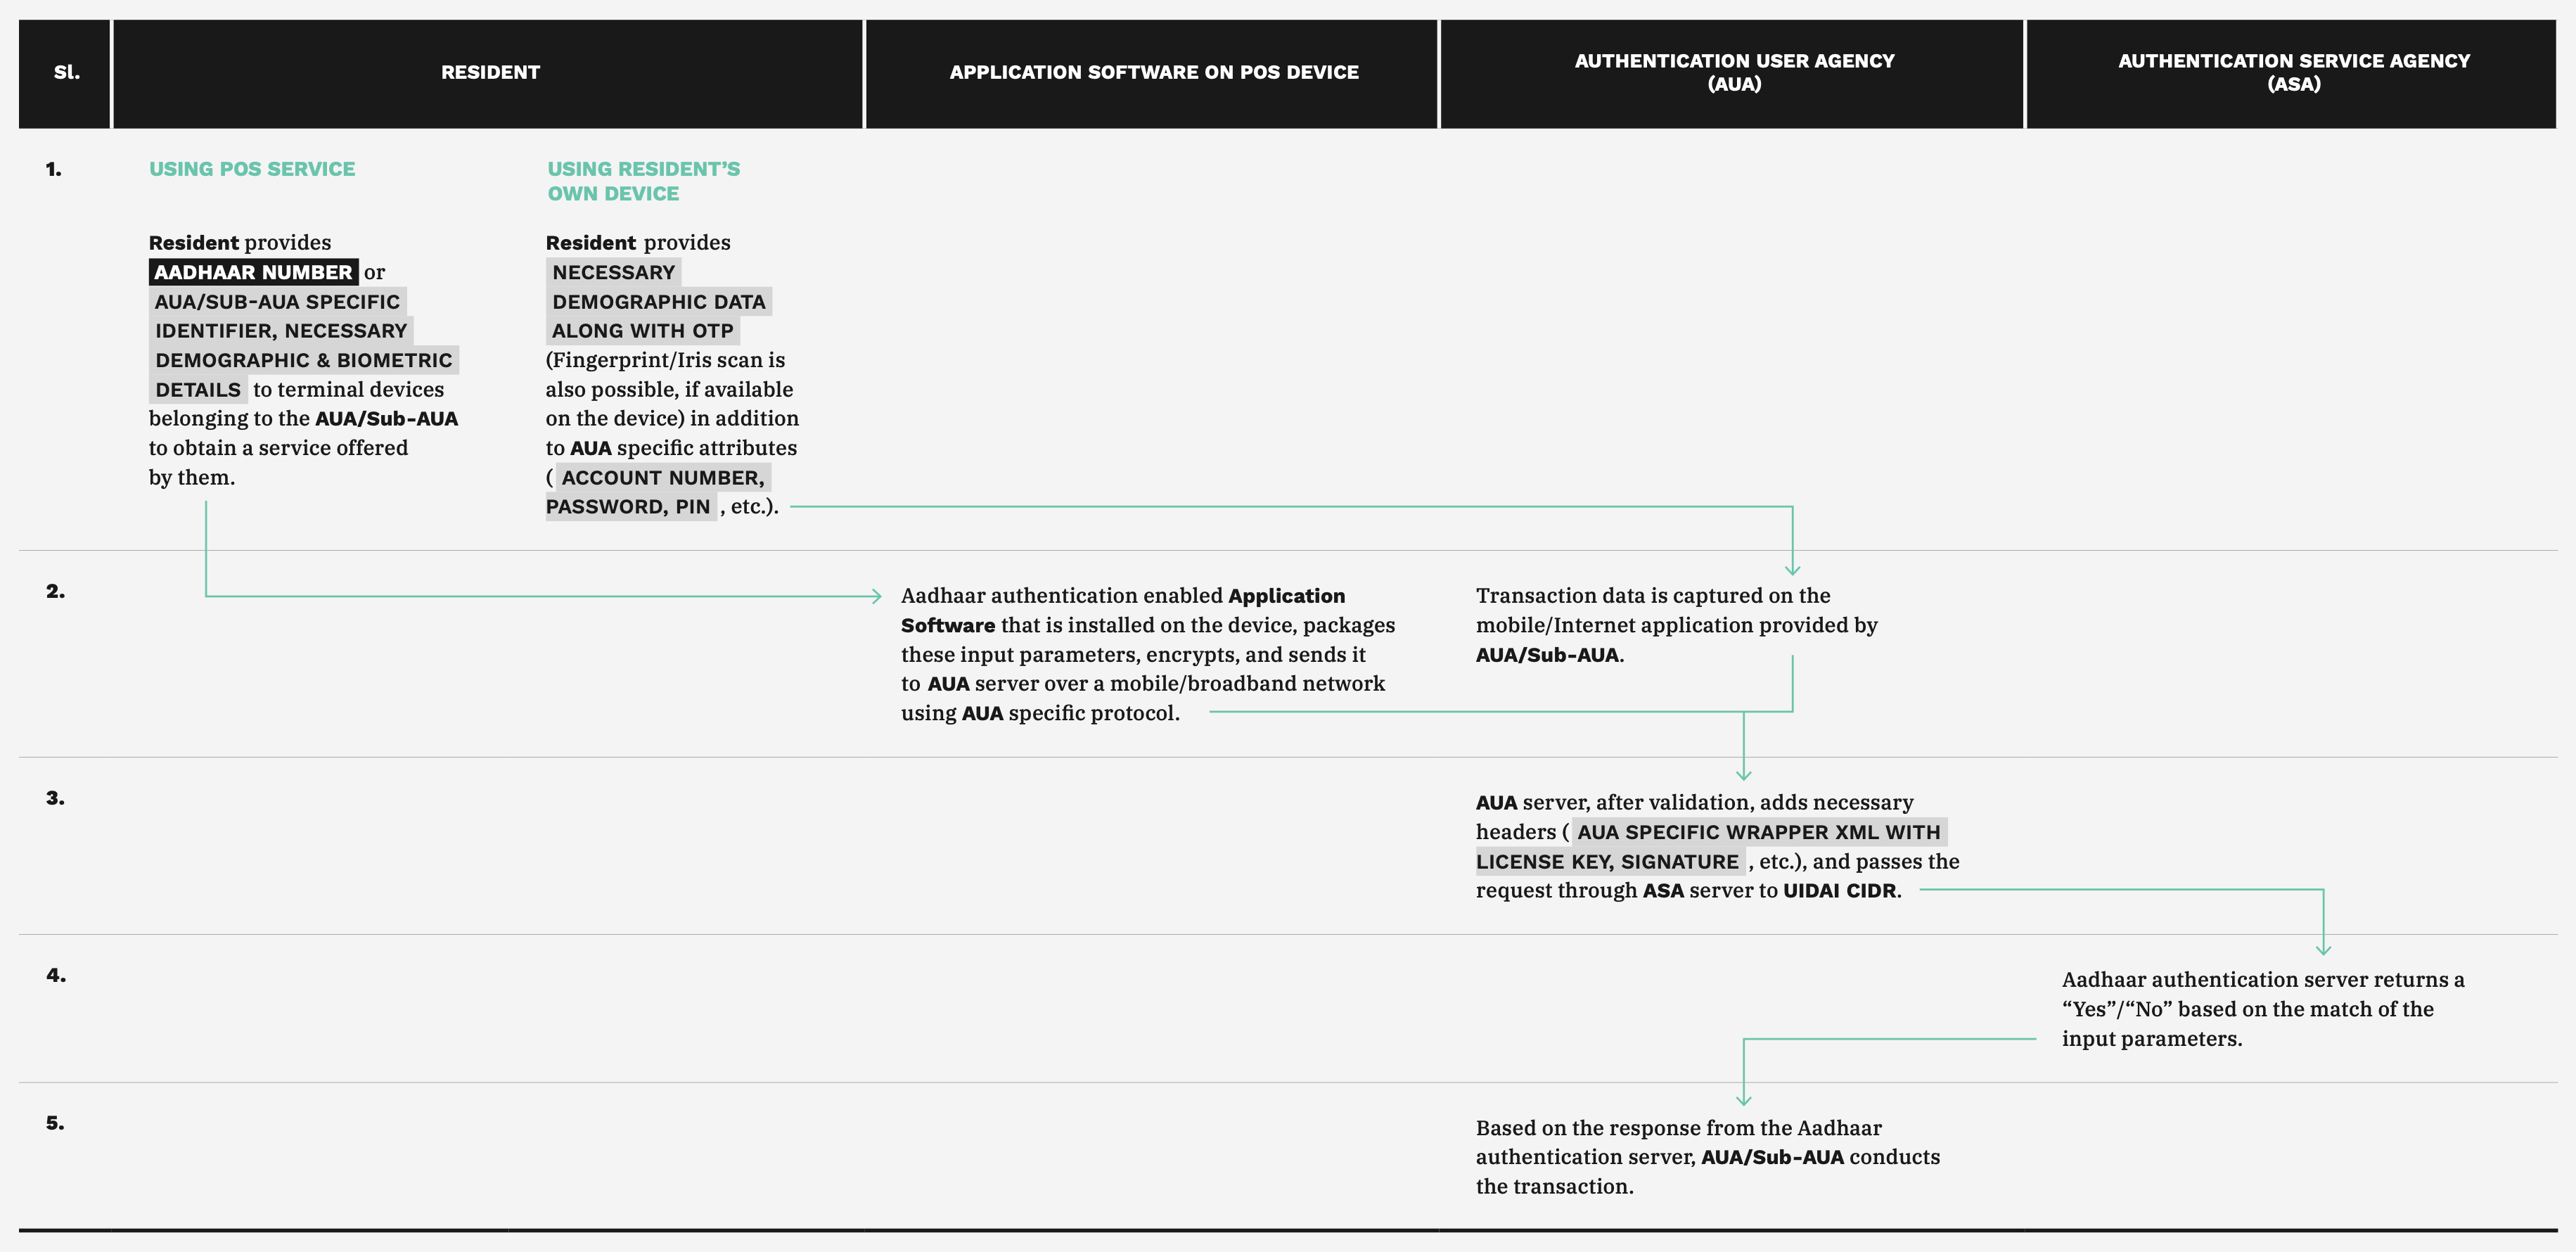 Sl.
RESIDENT
APPLICATION SOFTWARE ON POS DEVICE
AUTHENTICATION USER AGENCY
(AUA)
AUTHENTICATION SERVICE AGENCY
(ASA)
1.
USING POS SERVICE
Resident provides
AADHAAR NUMBER or
AUA/SUB-AUA SPECIFIC
IDENTIFIER, NECESSARY
DEMOGRAPHIC & BIOMETRIC
DETAILS to terminal devices
belonging to the AUA/Sub-AUA
to obtain a service offered
by them.
USING RESIDENT’S
OWN DEVICE
Resident provides
NECESSARY
DEMOGRAPHIC DATA
ALONG WITH OTP
(Fingerprint/Iris scan is
also possible, if available
on the device) in addition
to AUA specific attributes
( ACCOUNT NUMBER,
PASSWORD, PIN , etc.).
2.
Aadhaar authentication enabled Application
Software that is installed on the device, packages
these input parameters, encrypts, and sends it
to AUA server over a mobile/broadband network
using AUA specific protocol.
Transaction data is captured on the
mobile/Internet application provided by
AUA/Sub-AUA.
3.
AUA server, after validation, adds necessary
headers ( AUA SPECIFIC WRAPPER XML WITH
LICENSE KEY, SIGNATURE , etc.), and passes the
request through ASA server to UIDAI CIDR.
4.
Aadhaar authentication server returns a
“Yes”/“No” based on the match of the
input parameters.
5.
Based on the response from the Aadhaar
authentication server, AUA/Sub-AUA conducts
the transaction.